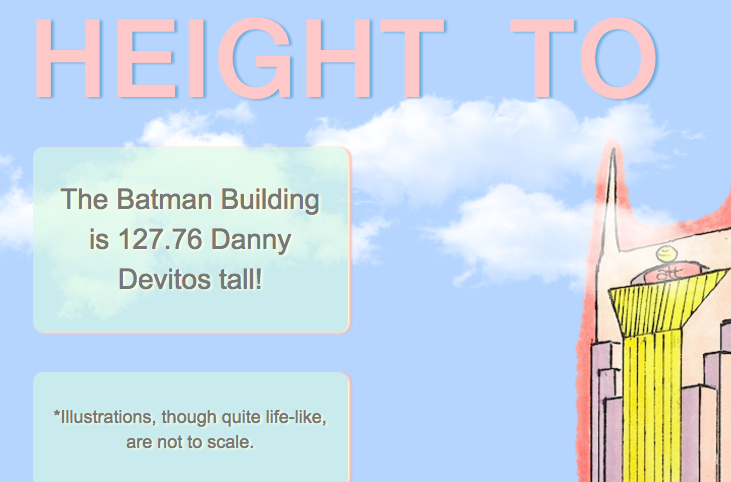 HEIGHT TO
The Batman Building
is 127.76 Danny
Devitos tall!
att
*Illustrations, though quite life-like,
are not to scale.